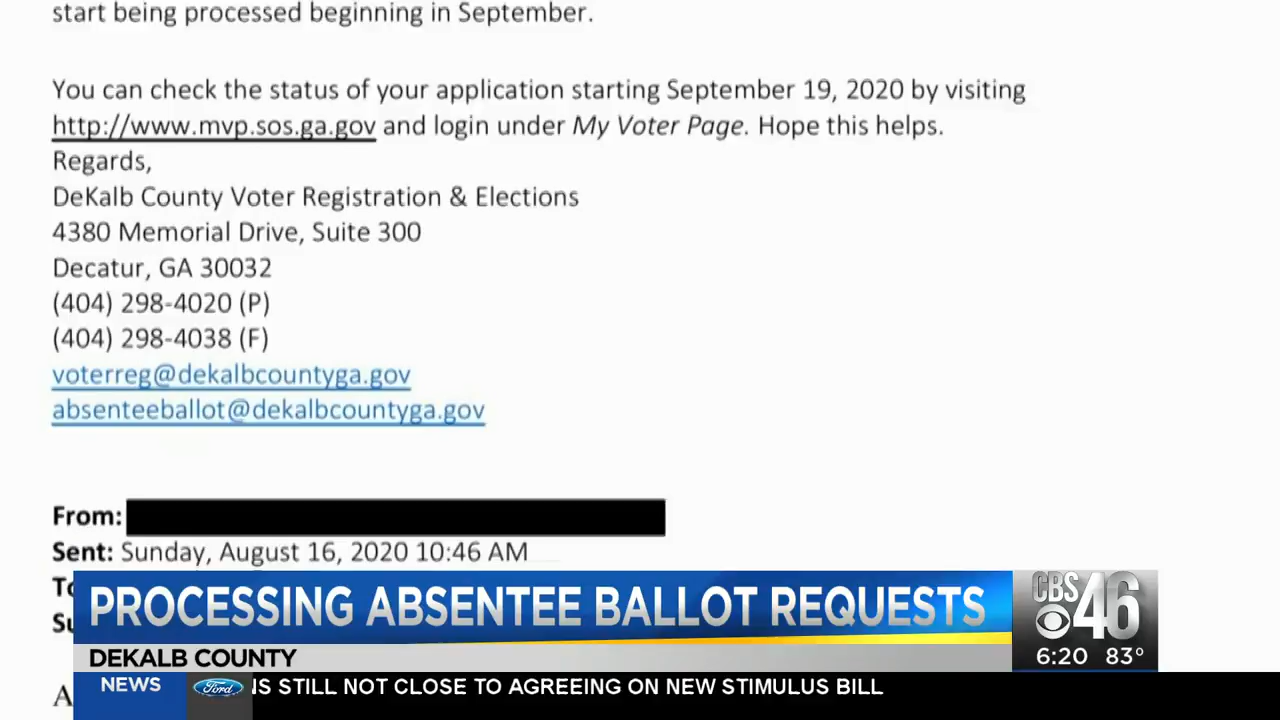 start being processed beginning in September.
You can check the status of your application starting September 19, 2020 by visiting
http://www.mvp.sos.ga.gov and login under My Voter Page. Hope this helps.
Regards,
DeKalb County Voter Registration & Elections
4380 Memorial Drive, Suite 300
Decatur, GA 30032
(404) 298-4020 (P)
(404) 298-4038 (F)
voterreg@dekalbcountyga.gov
absenteeballot@dekalbcountyga.gov
From:
Sent: Sunday, August 16, 2020 10:46 AM
PROCESSING ABSENTEE BALLOT REQUESTS
CBS 46
DEKALB COUNTY
6:20 83°
NEWS Ford NS STILL NOT CLOSE TO AGREEING ON NEW STIMULUS BILL